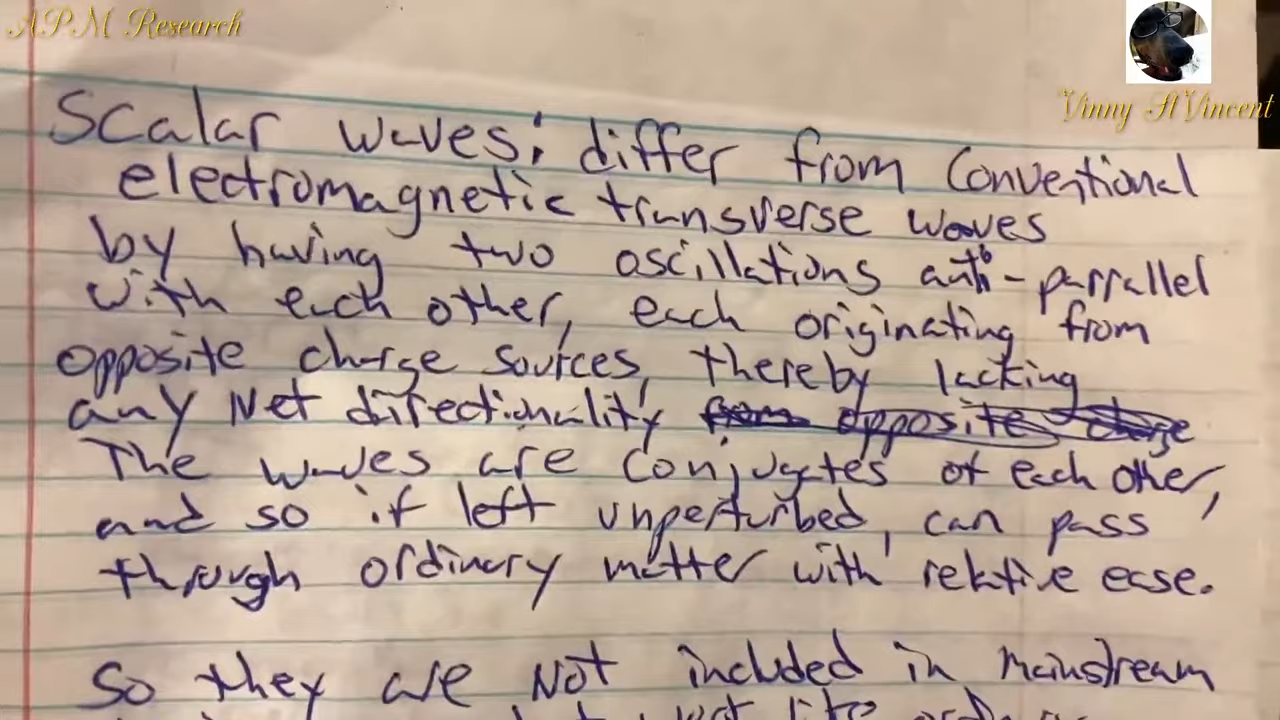 APM Research
Vinny StVincent
Scalar waves: differ from conventional
electromagnetic transverse waves
by having two oscillations anti-parrallel
with each other, each originating from
opposite charge sources, thereby lacking
any Net directionality from opposite charge
The waves are conjugates of each other,
and so if left unperturbed, can pass
through ordinary matter with relative ease.
So they are Not included in mainstream